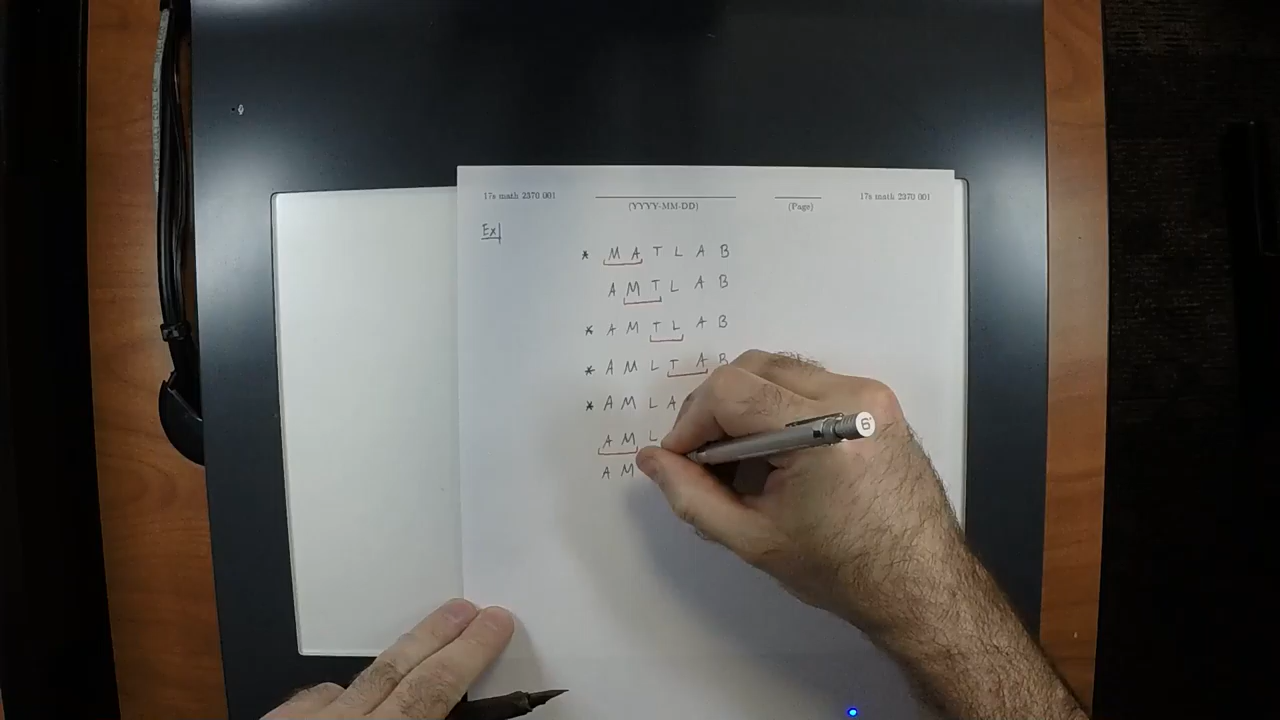 17s math 2370 001 (YYYY-MM-DD) (Page) 17s math 2370 001
Ex
* M A T L A B
A M T L A B
* A M T L A B
* A M L T A B
* A M L A
A M L
A M